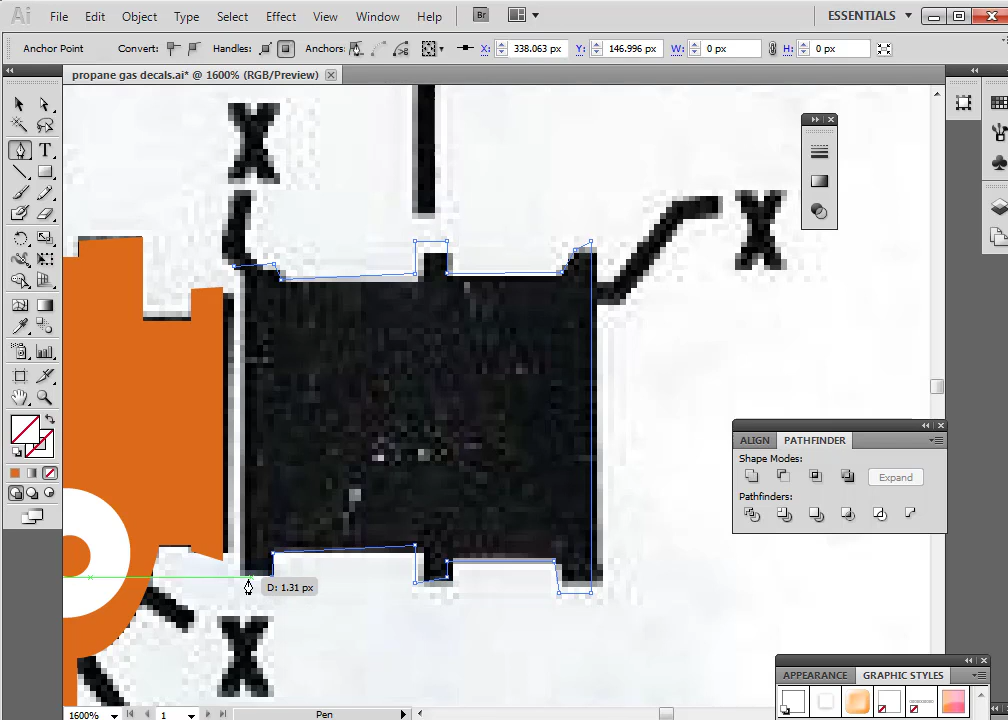 Ai File Edit Object Type Select Effect View Window Help Br ESSENTIALS
Anchor Point Convert: Handles: Anchors: X: 338.063 px Y: 146.996 px W: 0 px H: 0 px
propane gas decals.ai* @ 1600% (RGB/Preview)
X
X
ALIGN PATHFINDER
Shape Modes:
Expand
Pathfinders:
D: 1.31 px
X
APPEARANCE GRAPHIC STYLES
1600% 1 Pen